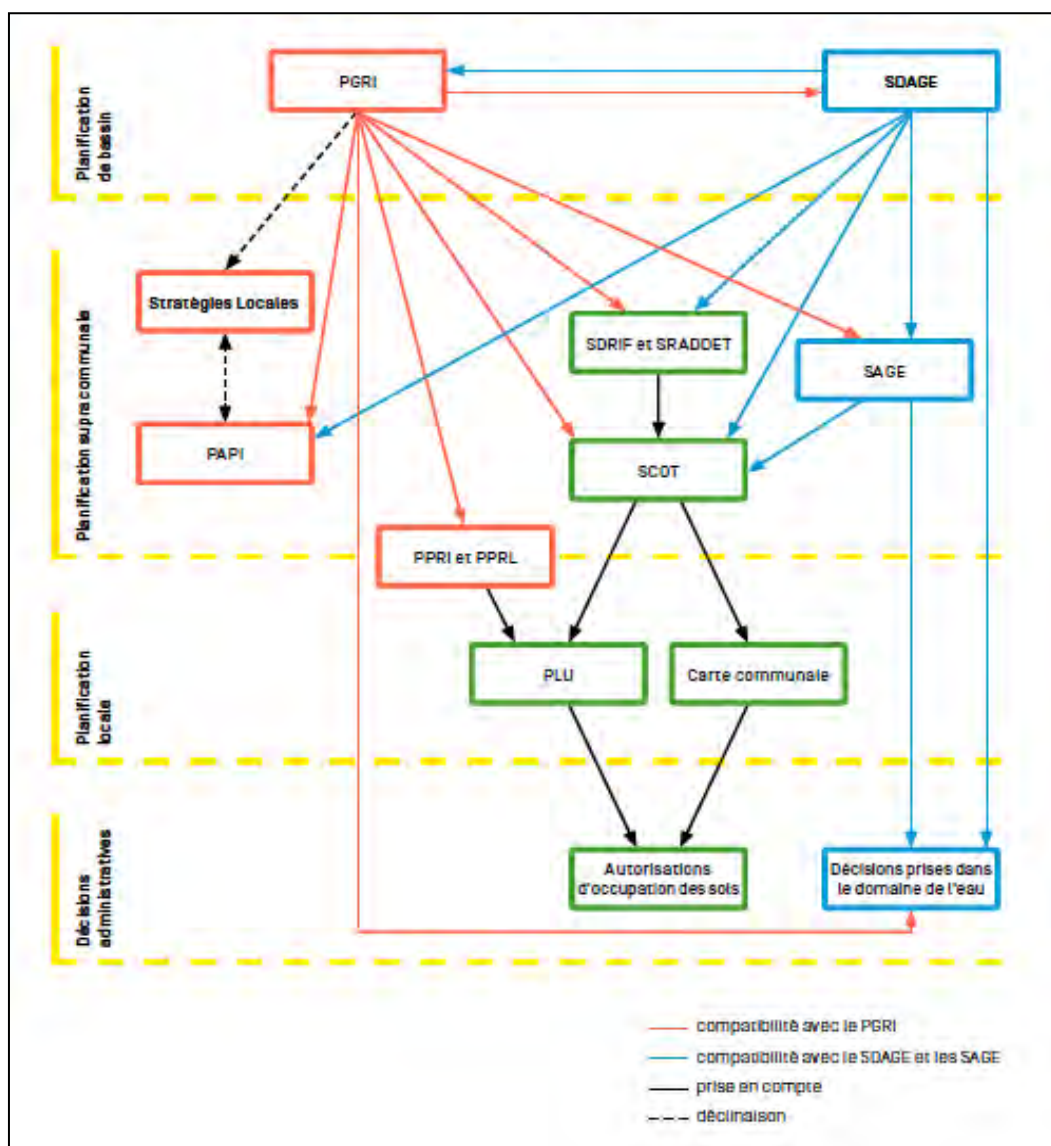 Planification
de bassin
PGRI
SDAGE
Planification supra communale
Stratégies Locales
SDRIF et SRADDET
SAGE
PAPI
SCOT
PPRI et PPRL
Planification
locale
PLU
Carte communale
Décisions
administratives
Autorisations
d'occupation des sols
Décisions prises dans
le domaine de l'eau
compatibilité avec le PGRI
compatibilité avec le SDAGE et les SAGE
prise en compte
déclinaison